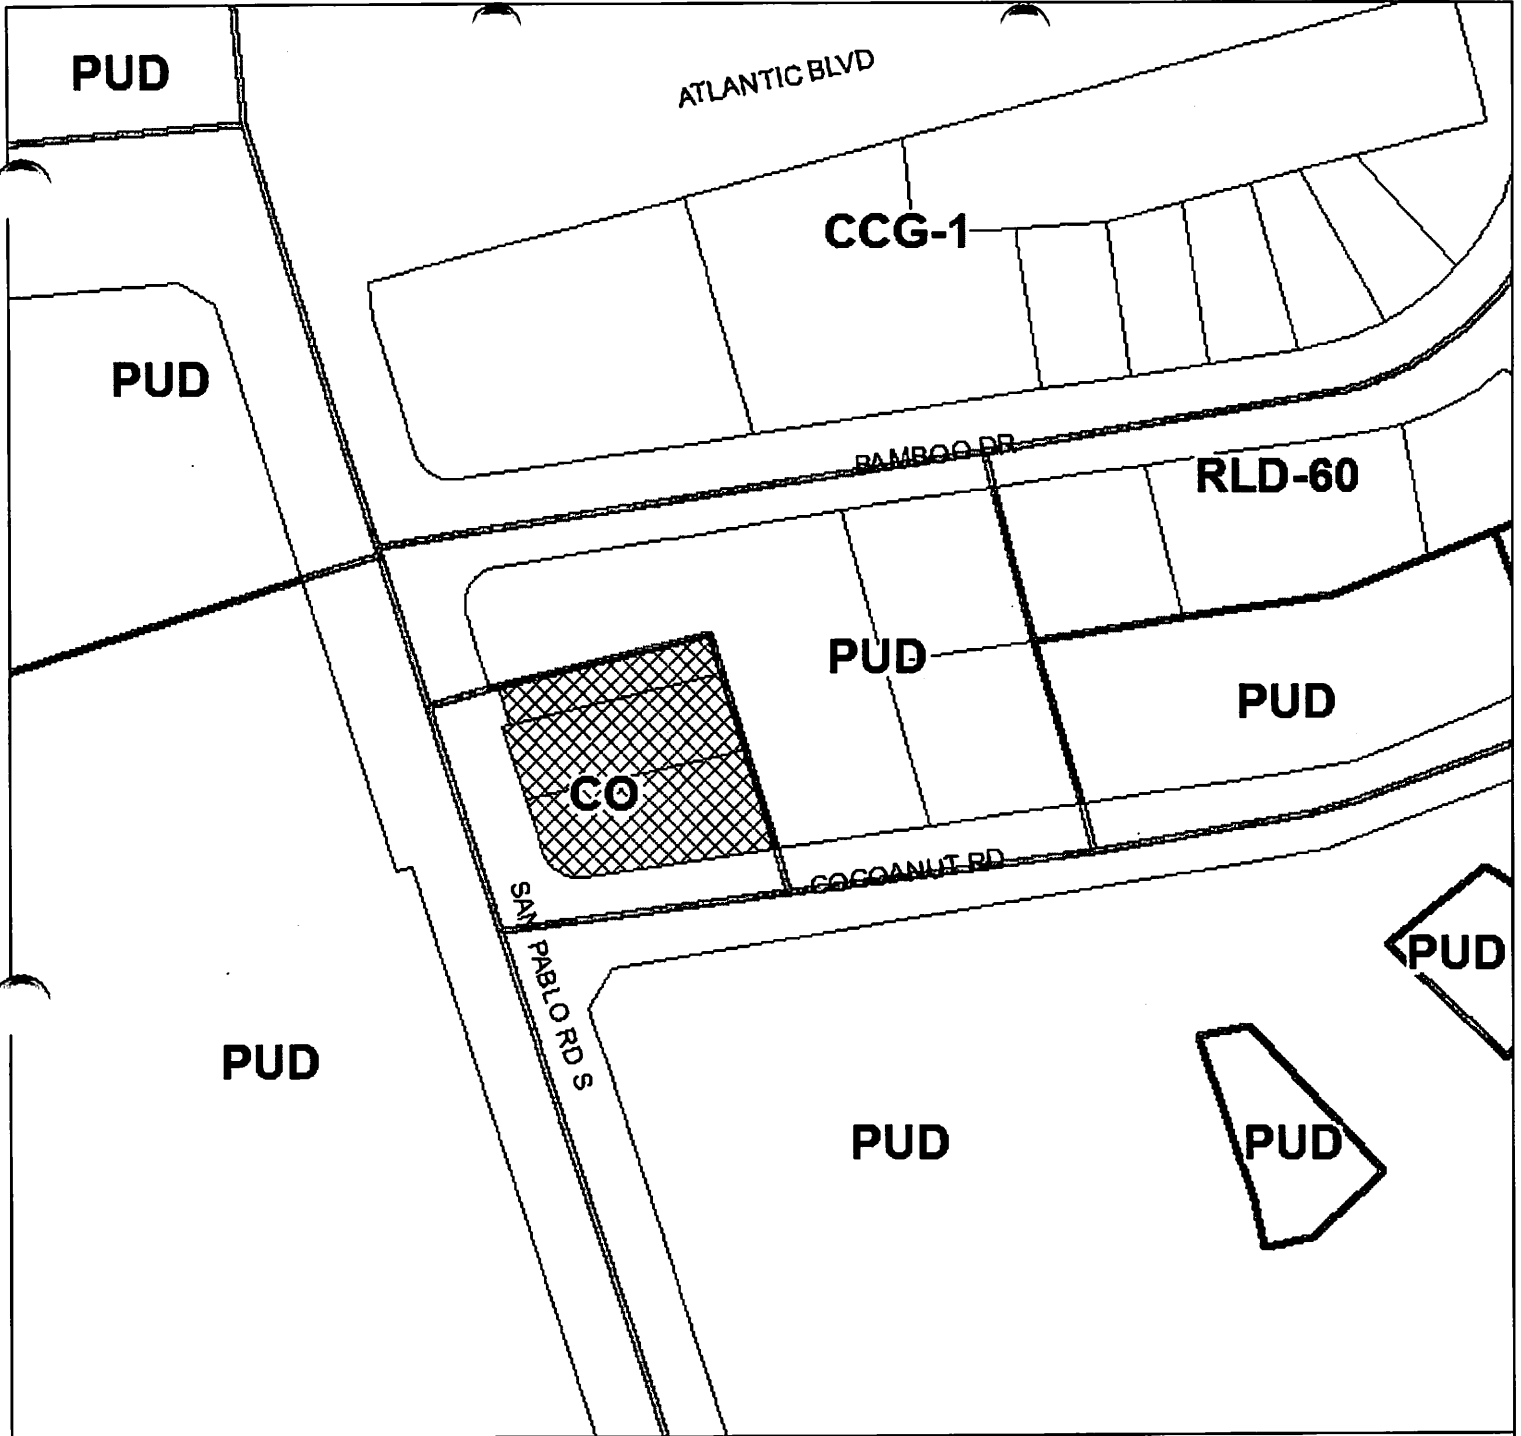 PUD
ATLANTIC BLVD
CCG-1
PUD
BAMBOO DR
RLD-60
PUD
PUD
CO
COCOANUT RD
SAN PABLO RD S
PUD
PUD
PUD
PUD